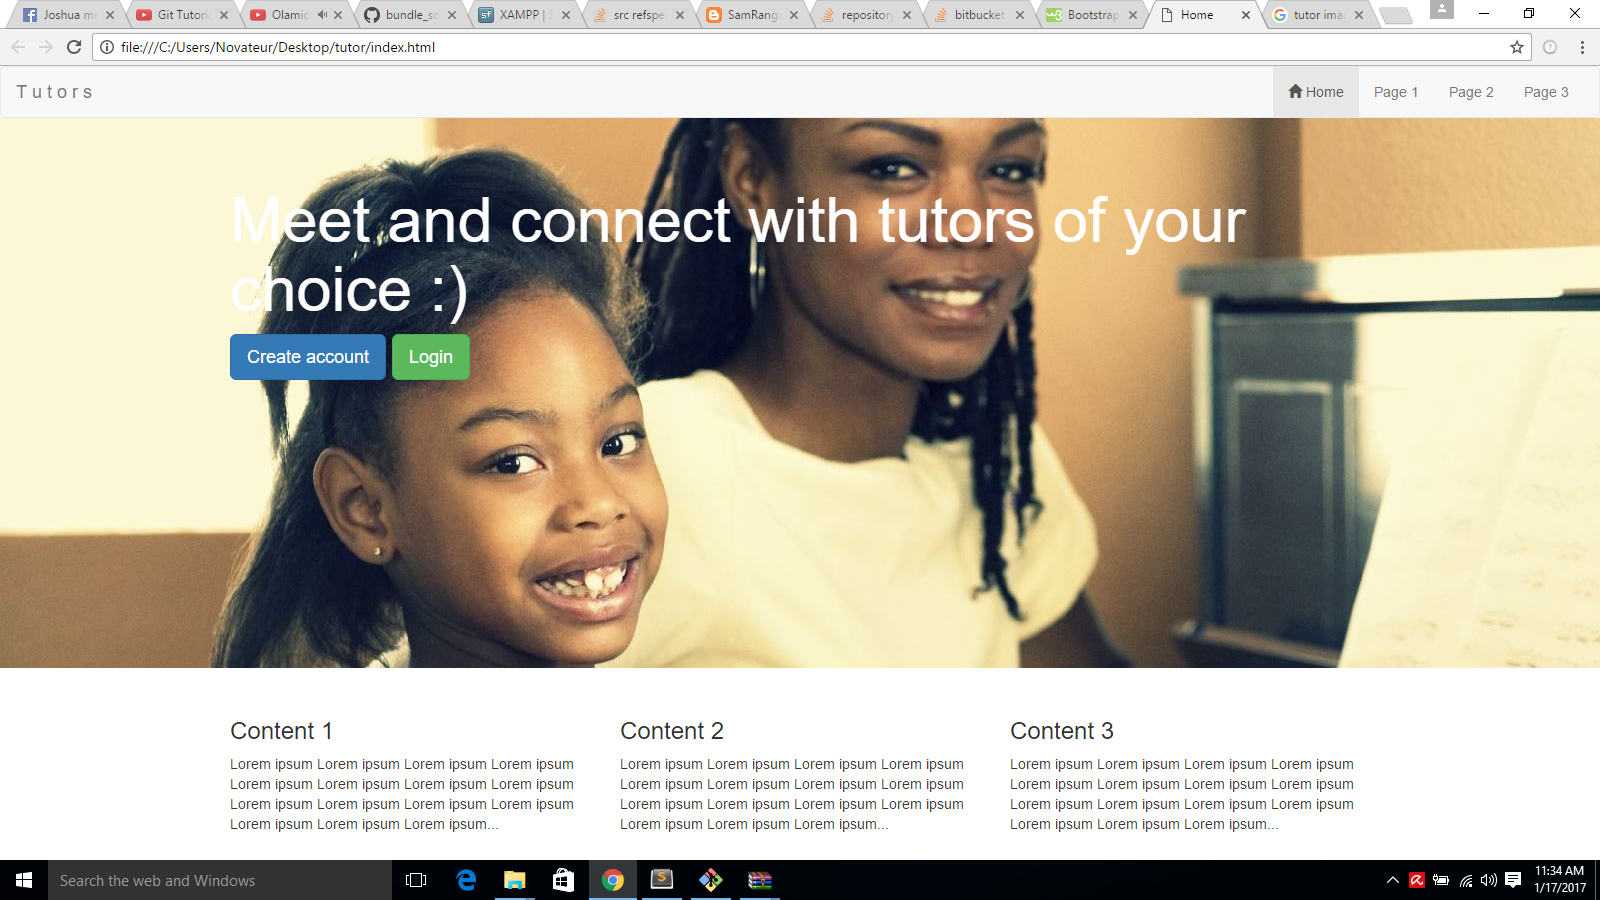 Joshua m
Git Tutoria
Olamid
bundle_sc
XAMPP | S
src refspe
SamRang
repository
bitbucket
Bootstrap
Home
tutor ima
file:///C:/Users/Novateur/Desktop/tutor/index.html
Tutors
Home Page 1 Page 2 Page 3
Meet and connect with tutors of your
choice :)
Create account Login
Content 1
Lorem ipsum Lorem ipsum Lorem ipsum Lorem ipsum
Lorem ipsum Lorem ipsum Lorem ipsum Lorem ipsum
Lorem ipsum Lorem ipsum Lorem ipsum Lorem ipsum
Lorem ipsum Lorem ipsum Lorem ipsum...
Content 2
Lorem ipsum Lorem ipsum Lorem ipsum Lorem ipsum
Lorem ipsum Lorem ipsum Lorem ipsum Lorem ipsum
Lorem ipsum Lorem ipsum Lorem ipsum Lorem ipsum
Lorem ipsum Lorem ipsum Lorem ipsum...
Content 3
Lorem ipsum Lorem ipsum Lorem ipsum Lorem ipsum
Lorem ipsum Lorem ipsum Lorem ipsum Lorem ipsum
Lorem ipsum Lorem ipsum Lorem ipsum Lorem ipsum
Lorem ipsum Lorem ipsum Lorem ipsum...
Search the web and Windows
11:34 AM
1/17/2017